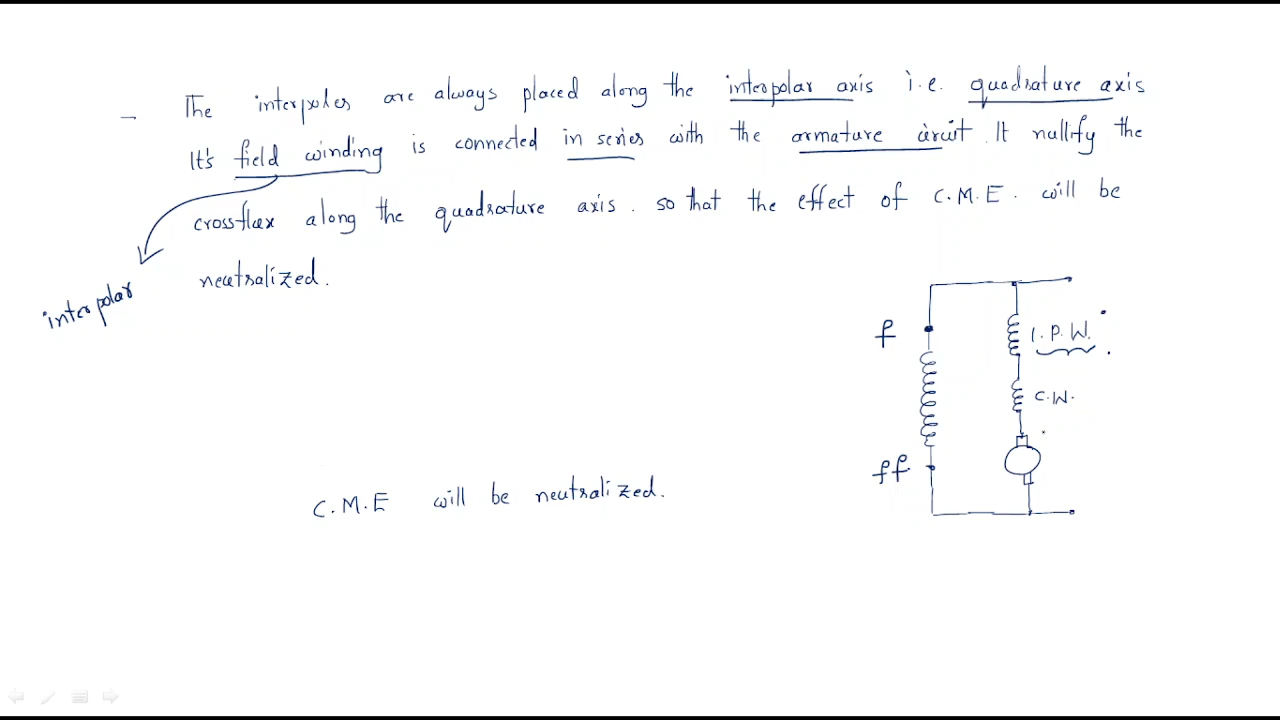 – The interpoles are always placed along the interpolar axis i.e. quadrature axis
It's field winding is connected in series with the armature circuit. It nullify the
crossflux along the quadrature axis. so that the effect of C.M.E. will be
neutralized.
interpolar
f
I.P.W.
C.W.
ff
C.M.E will be neutralized.